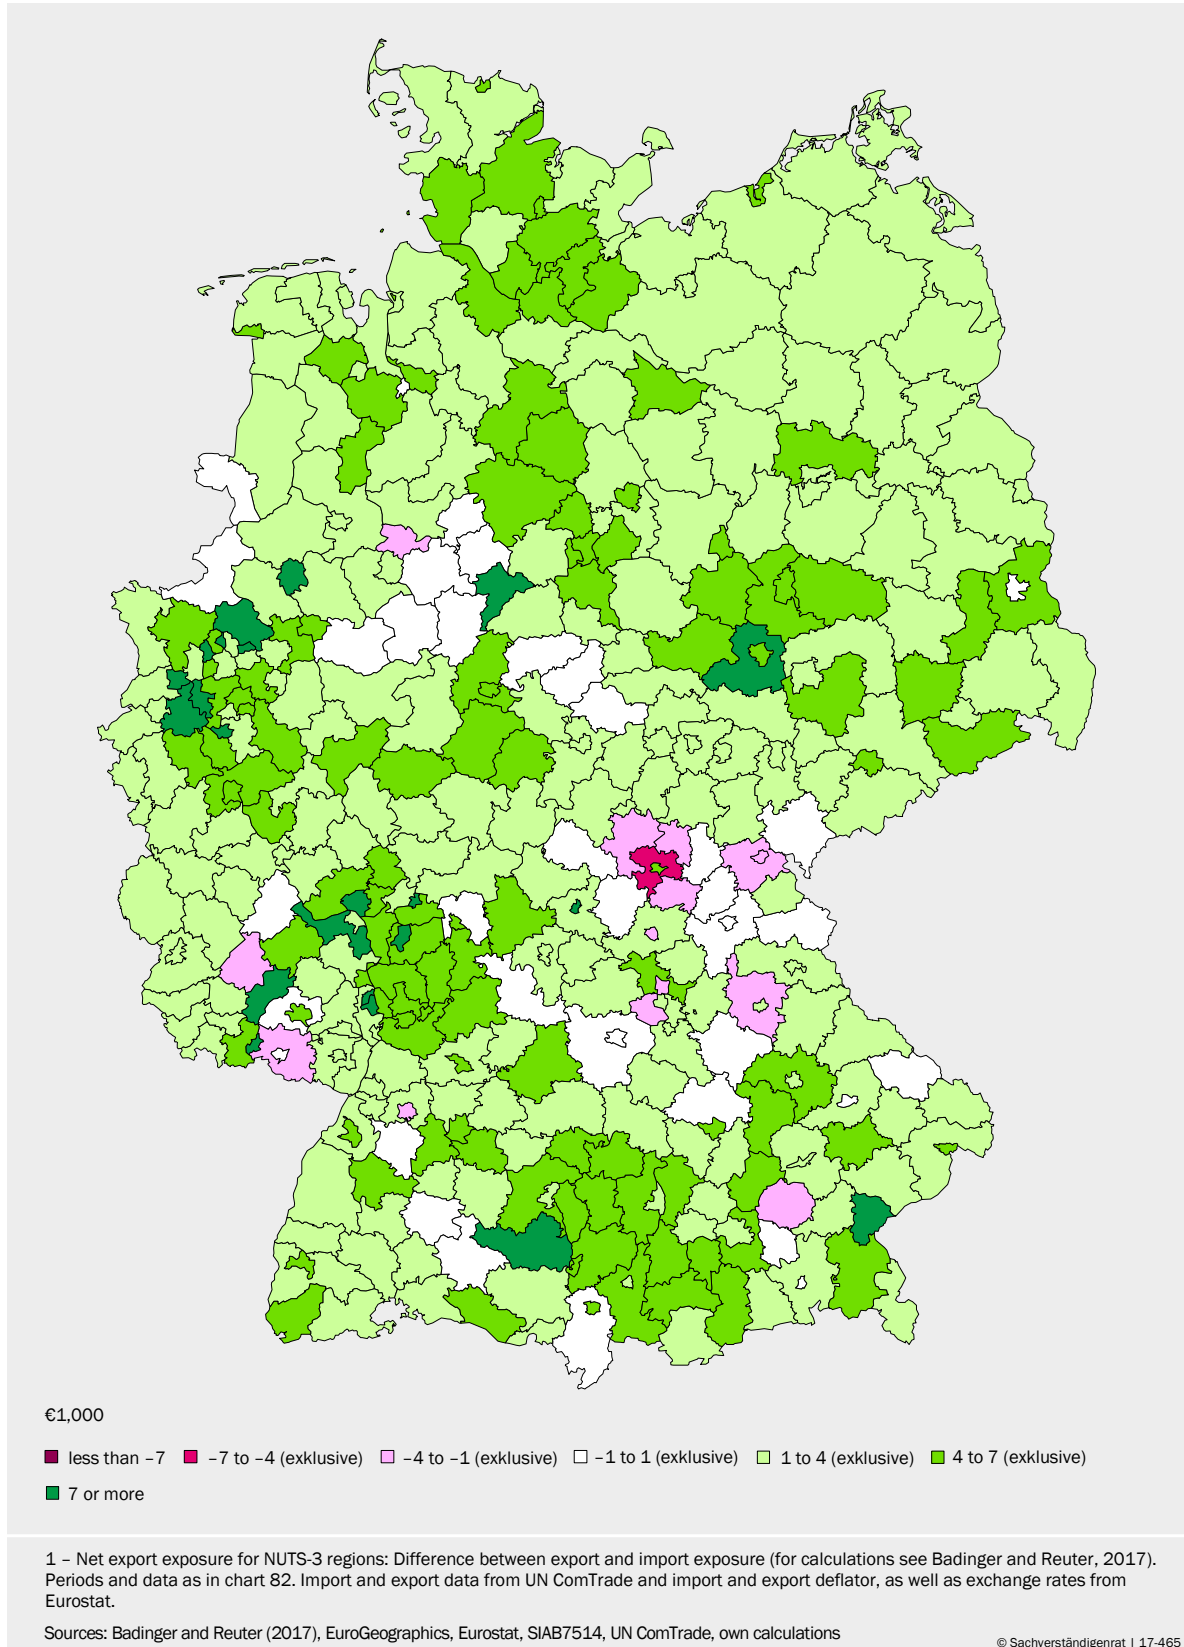 €1,000
less than –7 –7 to –4 (exklusive) –4 to –1 (exklusive) –1 to 1 (exklusive) 1 to 4 (exklusive) 4 to 7 (exklusive)
7 or more
1 – Net export exposure for NUTS-3 regions: Difference between export and import exposure (for calculations see Badinger and Reuter, 2017).
Periods and data as in chart 82. Import and export data from UN ComTrade and import and export deflator, as well as exchange rates from
Eurostat.
Sources: Badinger and Reuter (2017), EuroGeographics, Eurostat, SIAB7514, UN ComTrade, own calculations
© Sachverständigenrat | 17-465